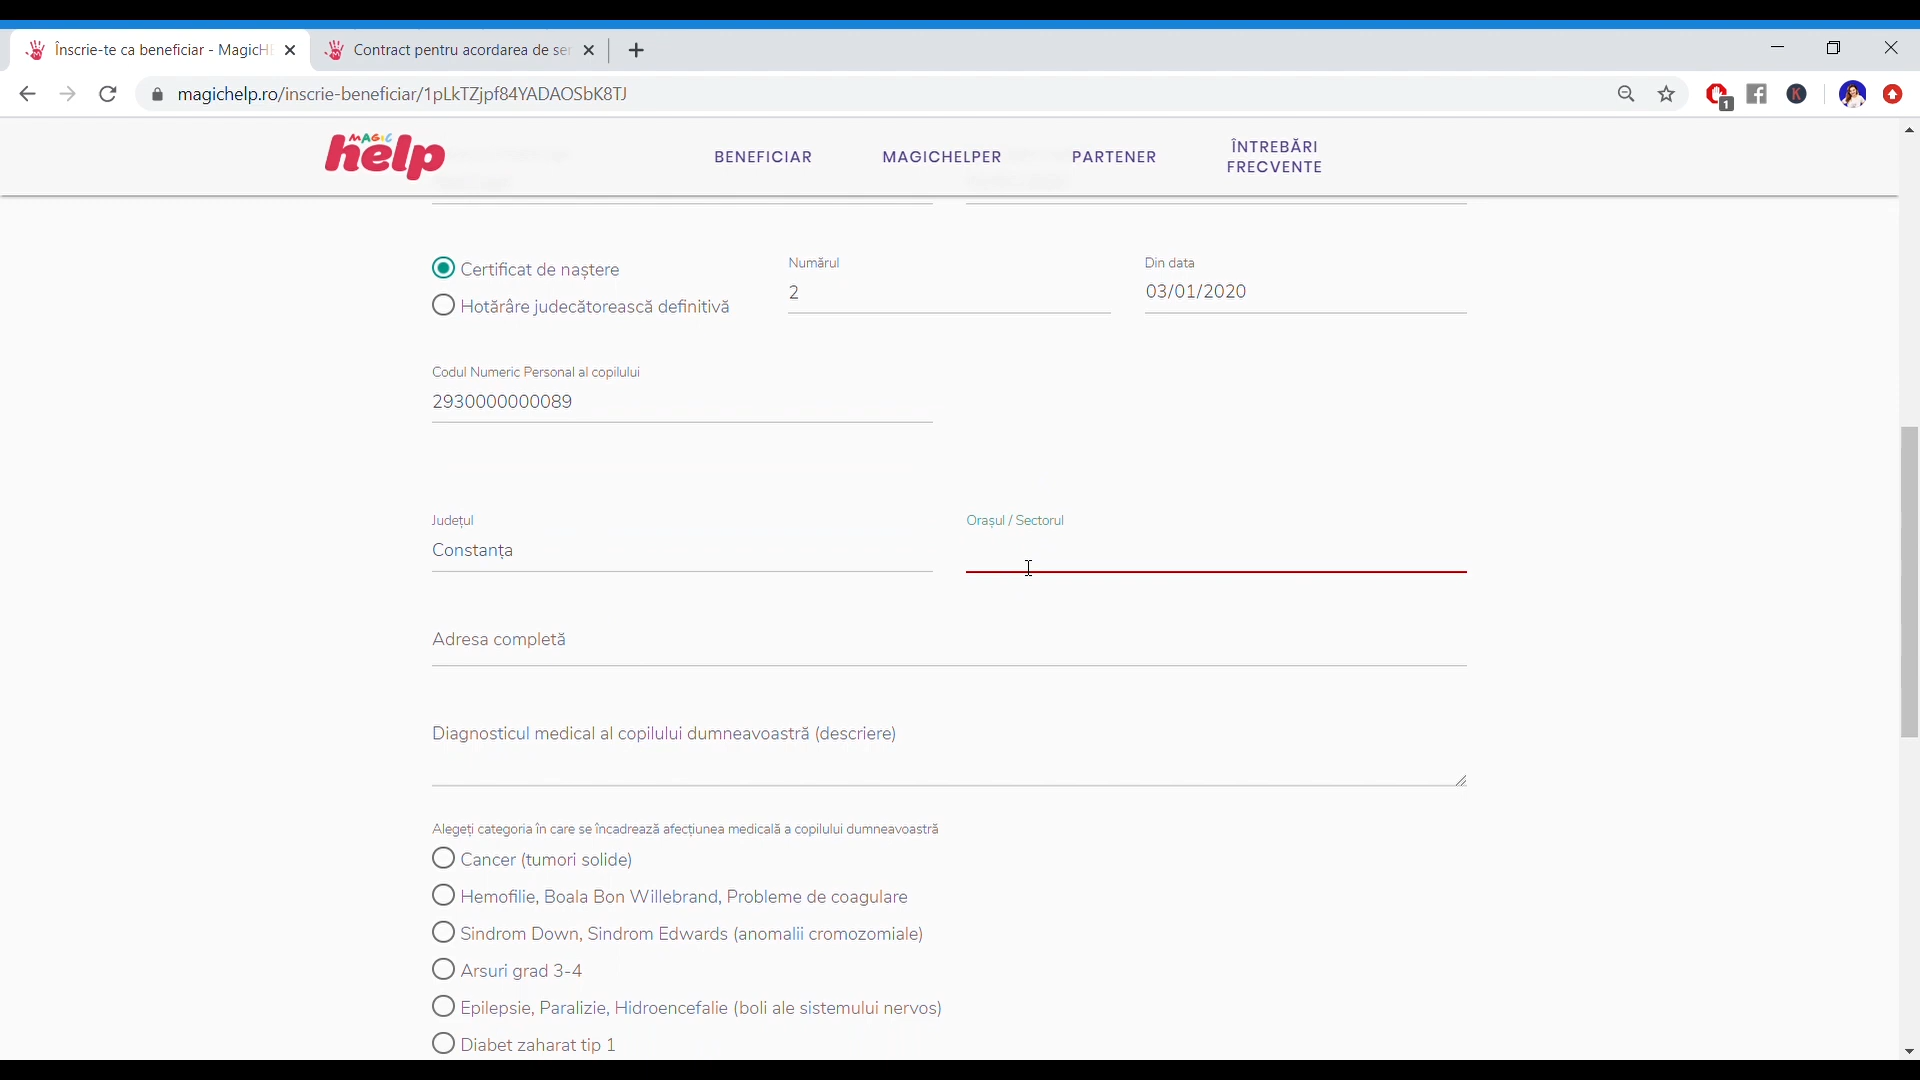 Înscrie-te ca beneficiar - MagicH
Contract pentru acordarea de ser
magichelp.ro/inscrie-beneficiar/1pLkTZjpf84YADAOSbK8TJ
1
K
MAGIC
help
BENEFICIAR
MAGICHELPER
PARTENER
ÎNTREBĂRI
FRECVENTE
Certificat de naștere
Hotărâre judecătorească definitivă
Numărul
2
Din data
03/01/2020
Codul Numeric Personal al copilului
2930000000089
Județul
Constanța
Orașul / Sectorul
Adresa completă
Diagnosticul medical al copilului dumneavoastră (descriere)
Alegeți categoria în care se încadrează afecțiunea medicală a copilului dumneavoastră
Cancer (tumori solide)
Hemofilie, Boala Bon Willebrand, Probleme de coagulare
Sindrom Down, Sindrom Edwards (anomalii cromozomiale)
Arsuri grad 3-4
Epilepsie, Paralizie, Hidroencefalie (boli ale sistemului nervos)
Diabet zaharat tip 1